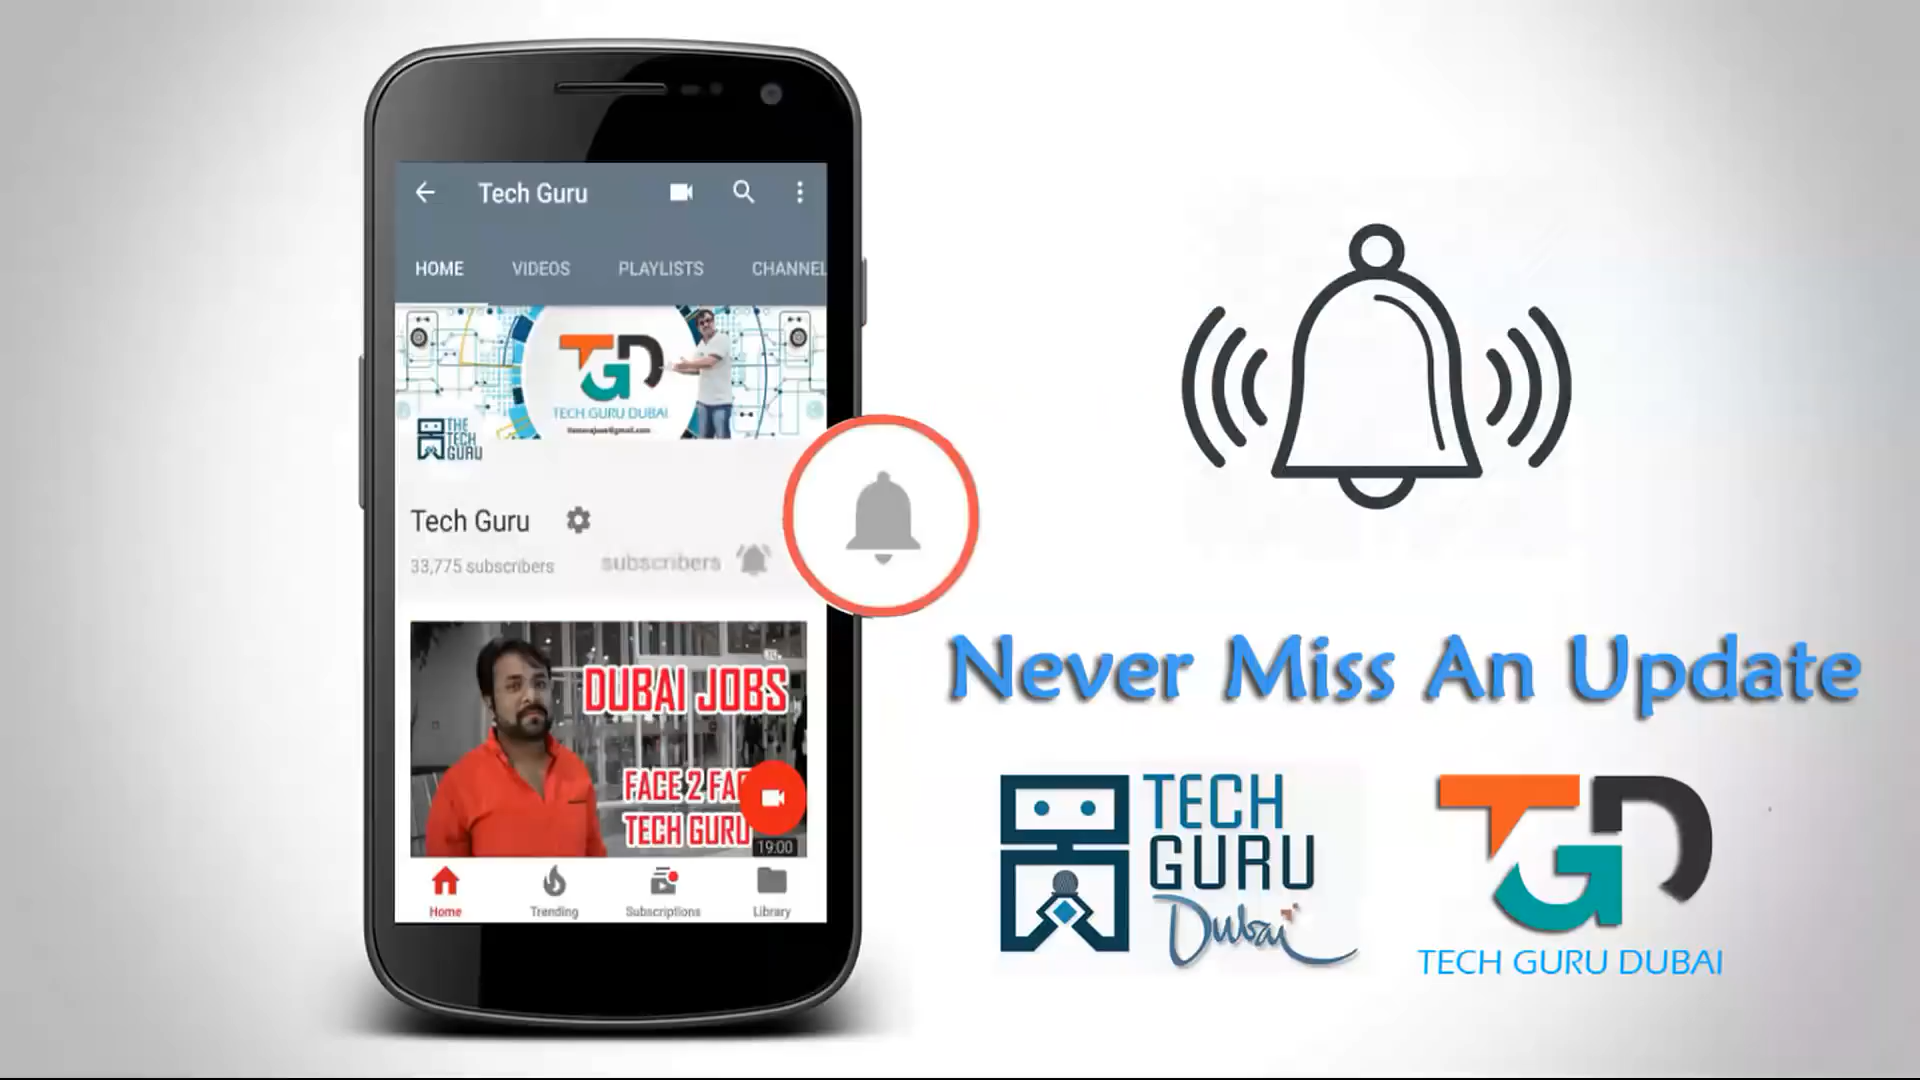 Tech Guru
HOME VIDEOS PLAYLISTS CHANNEL
TGD
TECH GURU DUBAI
THE
TECH
GURU
Tech Guru
33,775 subscribers
subscribers
DUBAI JOBS
FACE 2 FA
TECH GURU
19:00
Home Trending Subscriptions Library
Never Miss An Update
TECH
GURU
Dubai
TGD
TECH GURU DUBAI